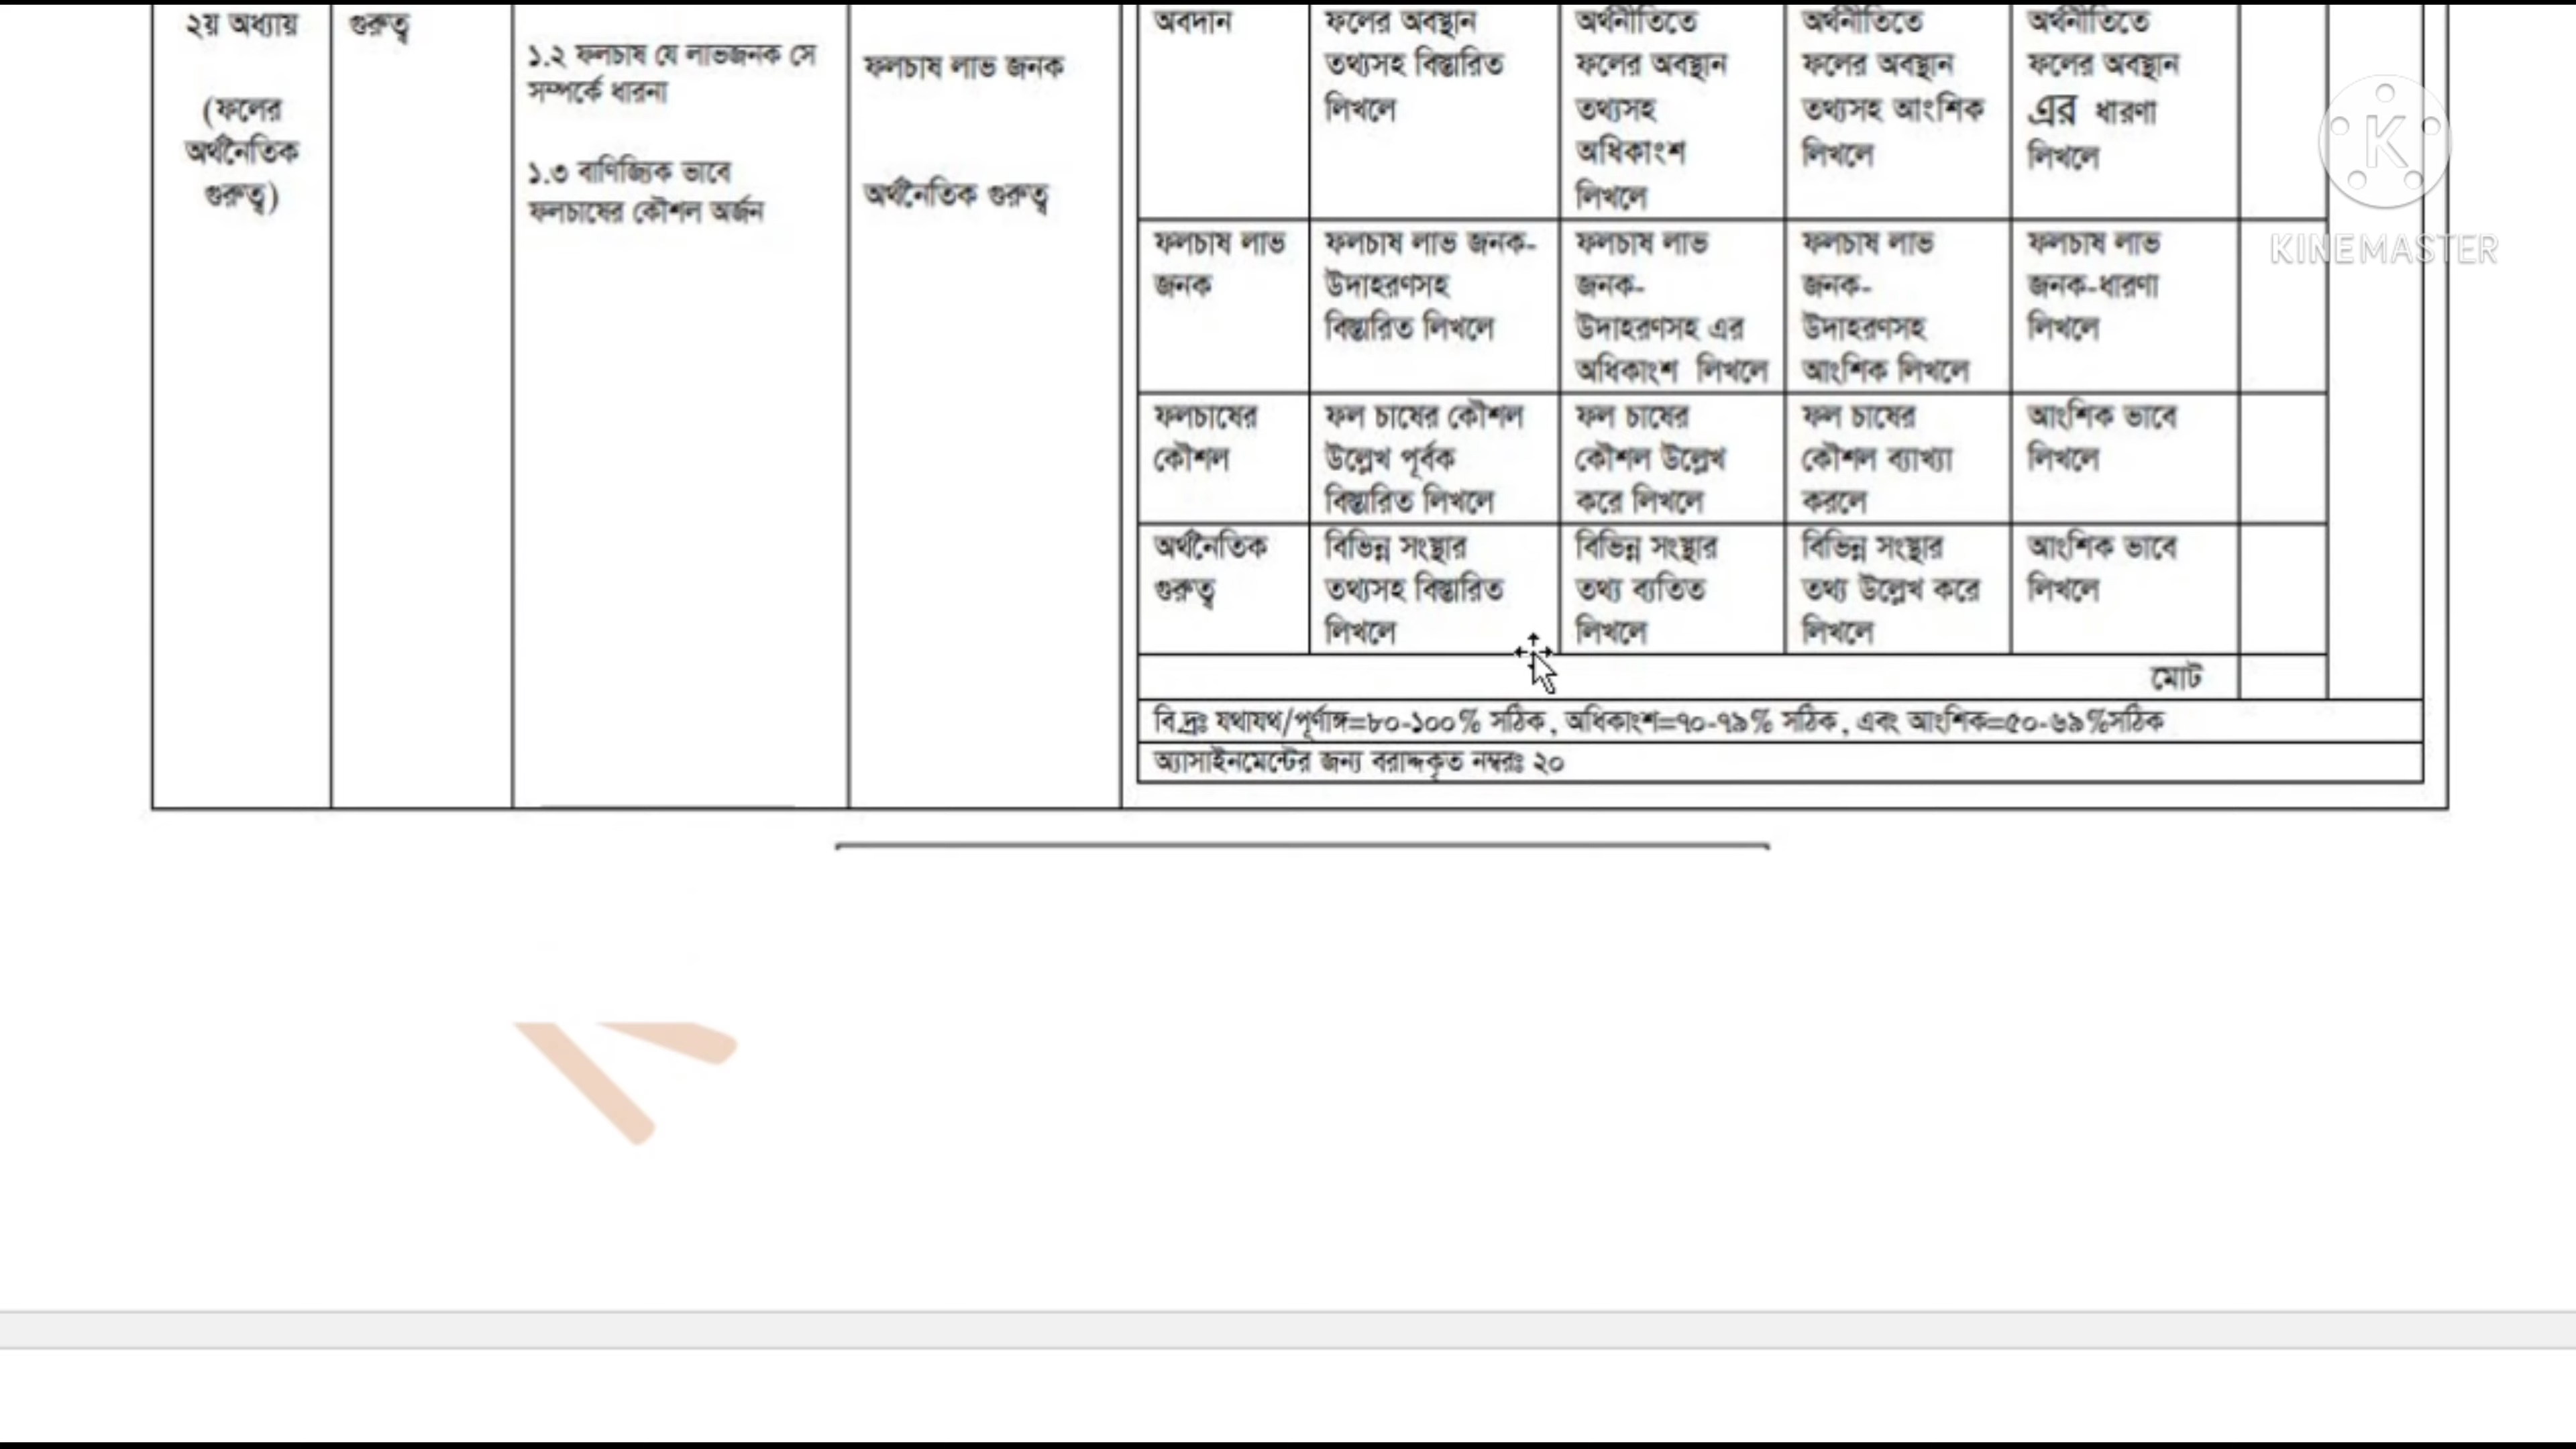 ২য় অধ্যায়
(ফলের
অর্থনৈতিক
গুরুত্ব)
গুরুত্ব
১.২ ফলচাষ যে লাভজনক সে
সম্পর্কে ধারনা
১.৩ বাণিজ্যিক ভাবে
ফলচাষের কৌশল অর্জন
ফলচাষ লাভ জনক
অর্থনৈতিক গুরুত্ব
অবদান
ফলের অবস্থান
তথ্যসহ বিস্তারিত
লিখলে
অর্থনীতিতে
ফলের অবস্থান
তথ্যসহ
অধিকাংশ
লিখলে
অর্থনীতিতে
ফলের অবস্থান
তথ্যসহ আংশিক
লিখলে
অর্থনীতিতে
ফলের অবস্থান
এর ধারণা
লিখলে
ফলচাষ লাভ
জনক
ফলচাষ লাভ জনক-
উদাহরণসহ
বিস্তারিত লিখলে
ফলচাষ লাভ
জনক-
উদাহরণসহ এর
অধিকাংশ লিখলে
ফলচাষ লাভ
জনক-
উদাহরণসহ
আংশিক লিখলে
ফলচাষ লাভ
জনক-ধারণা
লিখলে
ফলচাষের
কৌশল
ফল চাষের কৌশল
উল্লেখ পূর্বক
বিস্তারিত লিখলে
ফল চাষের
কৌশল উল্লেখ
করে লিখলে
ফল চাষের
কৌশল ব্যাখ্যা
করলে
আংশিক ভাবে
লিখলে
অর্থনৈতিক
গুরুত্ব
বিভিন্ন সংস্থার
তথ্যসহ বিস্তারিত
লিখলে
বিভিন্ন সংস্থার
তথ্য ব্যতিত
লিখলে
বিভিন্ন সংস্থার
তথ্য উল্লেখ করে
লিখলে
আংশিক ভাবে
লিখলে
মোট
বি.দ্রঃ যথাযথ/পূর্ণাঙ্গ=৮০-১০০% সঠিক, অধিকাংশ=৭০-৭৯% সঠিক, এবং আংশিক=৫০-৬৯%সঠিক
অ্যাসাইনমেন্টের জন্য বরাদ্দকৃত নম্বরঃ ২০
K
KINEMASTER